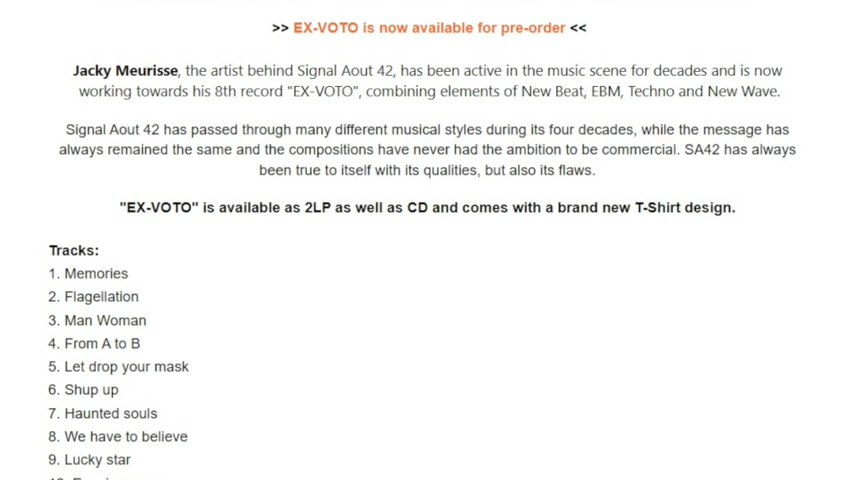 >> EX-VOTO is now available for pre-order <<
Jacky Meurisse, the artist behind Signal Aout 42, has been active in the music scene for decades and is now
working towards his 8th record "EX-VOTO", combining elements of New Beat, EBM, Techno and New Wave.
Signal Aout 42 has passed through many different musical styles during its four decades, while the message has
always remained the same and the compositions have never had the ambition to be commercial. SA42 has always
been true to itself with its qualities, but also its flaws.
"EX-VOTO" is available as 2LP as well as CD and comes with a brand new T-Shirt design.
Tracks:
1. Memories
2. Flagellation
3. Man Woman
4. From A to B
5. Let drop your mask
6. Shup up
7. Haunted souls
8. We have to believe
9. Lucky star